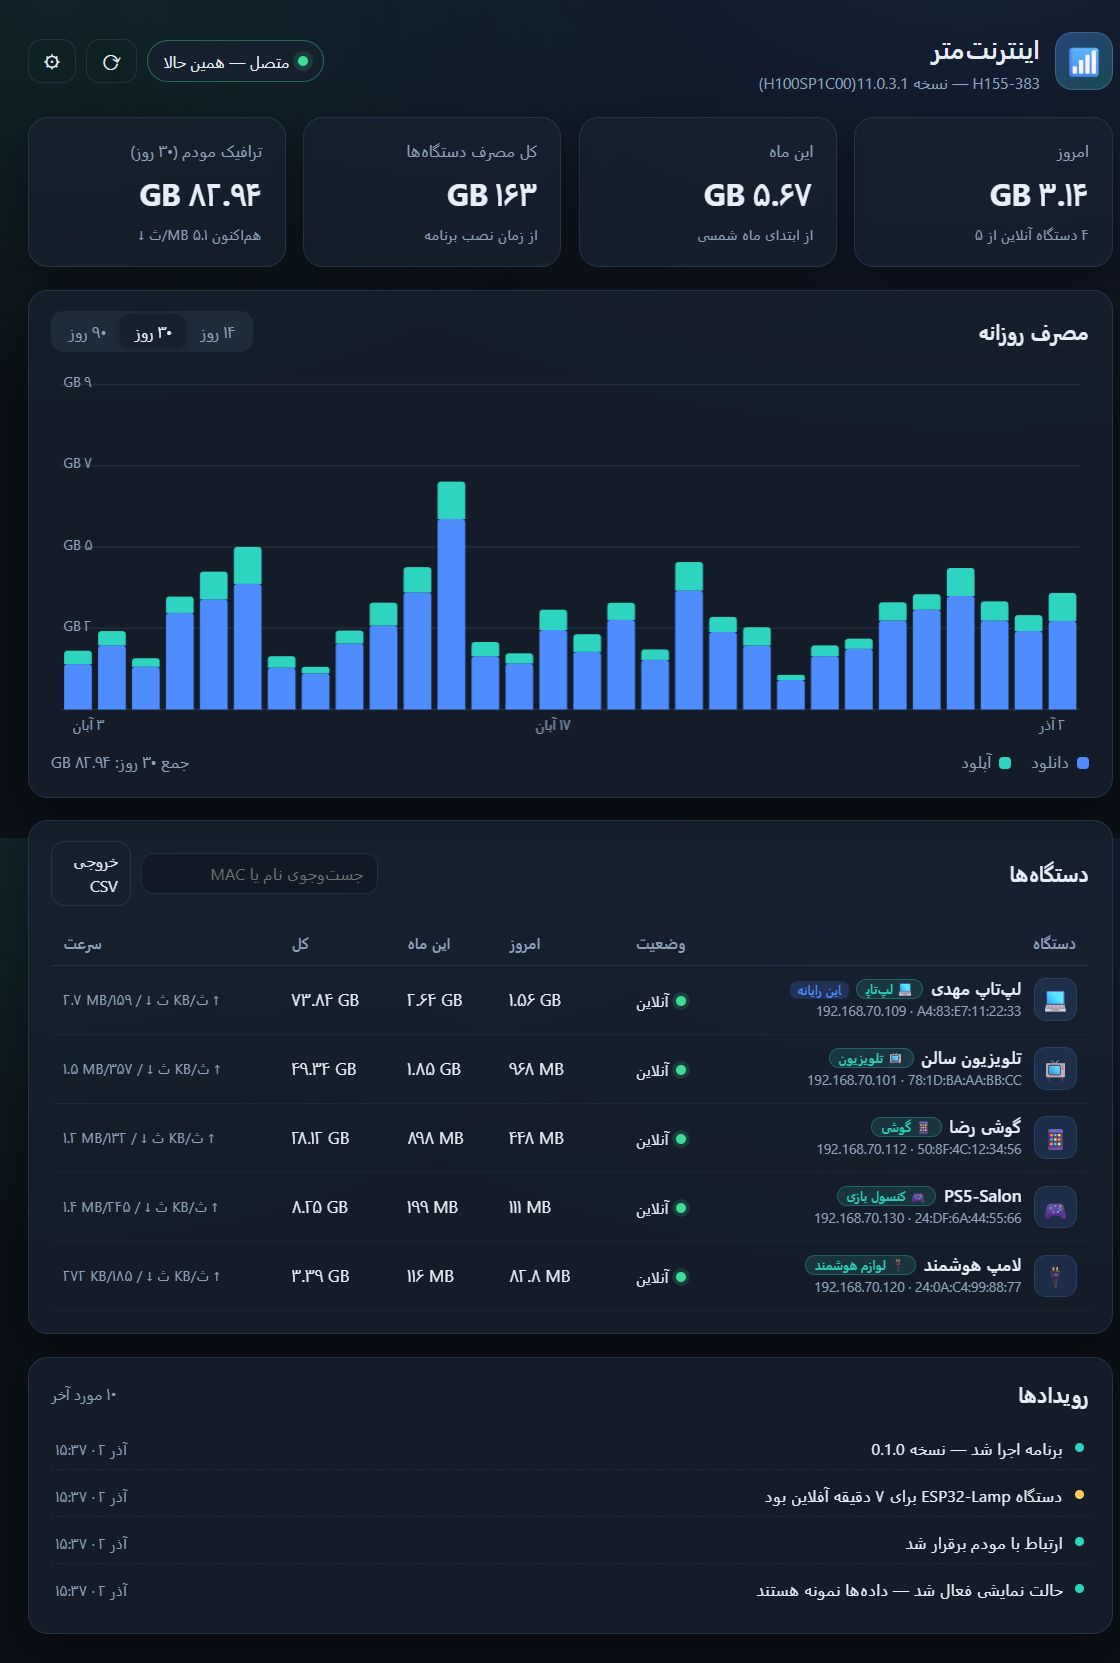 اینترنت‌متر
H155-383 — نسخه 11.0.3.1(H100SP1C00)
متصل — همین حالا
امروز
۳.۱۴ GB
۴ دستگاه آنلاین از ۵
این ماه
۵.۶۷ GB
از ابتدای ماه شمسی
کل مصرف دستگاه‌ها
۱۶۳ GB
از زمان نصب برنامه
ترافیک مودم (۳۰ روز)
۸۲.۹۴ GB
هم‌اکنون ۵.۱ MB/ث ↓
مصرف روزانه
۱۴ روز
۳۰ روز
۹۰ روز
۹ GB
۷ GB
۵ GB
۲ GB
۳ آبان
۱۷ آبان
۲ آذر
دانلود
آپلود
جمع ۳۰ روز: ۸۲.۹۴ GB
دستگاه‌ها
جست‌وجوی نام یا MAC
خروجی
CSV
دستگاه وضعیت امروز این ماه کل سرعت
لپ‌تاپ مهدی لپ‌تاپ این رایانه
192.168.70.109 · A4:83:E7:11:22:33
آنلاین ۱.۵۶ GB ۲.۶۴ GB ۷۳.۸۴ GB ۲.۷ MB/ث ↓ / ۱۵۹ KB/ث ↑
تلویزیون سالن تلویزیون
192.168.70.101 · 78:1D:BA:AA:BB:CC
آنلاین ۹۶۸ MB ۱.۸۵ GB ۴۹.۳۴ GB ۱.۵ MB/ث ↓ / ۳۵۷ KB/ث ↑
گوشی رضا گوشی
192.168.70.112 · 50:8F:4C:12:34:56
آنلاین ۴۴۸ MB ۸۹۸ MB ۲۸.۱۲ GB ۱.۲ MB/ث ↓ / ۱۳۲ KB/ث ↑
PS5-Salon کنسول بازی
192.168.70.130 · 24:DF:6A:44:55:66
آنلاین ۱۱۱ MB ۱۹۹ MB ۸.۲۵ GB ۱.۴ MB/ث ↓ / ۲۴۵ KB/ث ↑
لامپ هوشمند لوازم هوشمند
192.168.70.120 · 24:0A:C4:99:88:77
آنلاین ۸۲.۸ MB ۱۱۶ MB ۳.۳۹ GB ۲۷۲ KB/ث ↓ / ۱۸۵ KB/ث ↑
رویدادها
۱۰ مورد آخر
برنامه اجرا شد — نسخه 0.1.0
۰۲ آذر · ۱۵:۳۷
دستگاه ESP32-Lamp برای ۷ دقیقه آفلاین بود
۰۲ آذر · ۱۵:۳۷
ارتباط با مودم برقرار شد
۰۲ آذر · ۱۵:۳۷
حالت نمایشی فعال شد — داده‌ها نمونه هستند
۰۲ آذر · ۱۵:۳۷